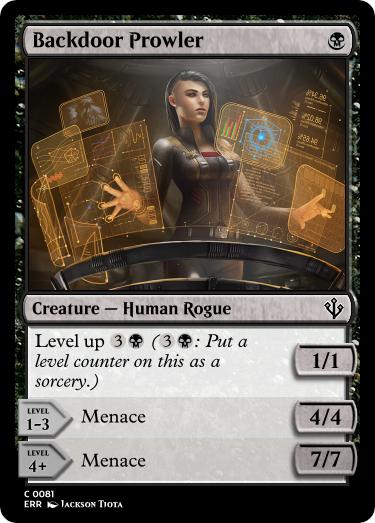 Backdoor Prowler
Creature — Human Rogue
Level up 3 (3: Put a
level counter on this as a
sorcery.)
1/1
LEVEL
1-3
Menace
4/4
LEVEL
4+
Menace
7/7
C 0081
ERR Jackson Tjota